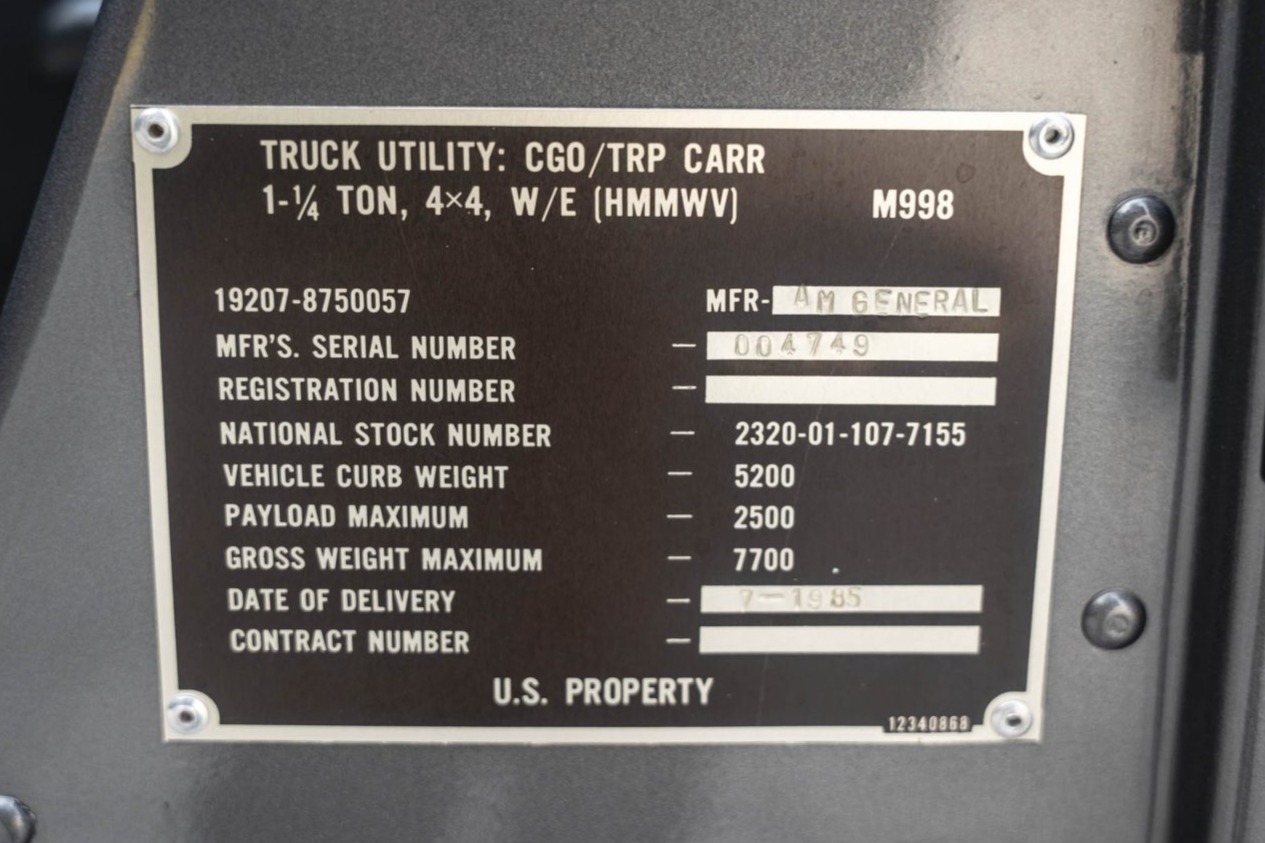 TRUCK UTILITY: CGO/TRP CARR
1-¼ TON, 4×4, W/E (HMMWV) M998
19207-8750057 MFR- AM GENERAL
MFR'S. SERIAL NUMBER — 004749
REGISTRATION NUMBER —
NATIONAL STOCK NUMBER — 2320-01-107-7155
VEHICLE CURB WEIGHT — 5200
PAYLOAD MAXIMUM — 2500
GROSS WEIGHT MAXIMUM — 7700
DATE OF DELIVERY — 7-1985
CONTRACT NUMBER —
U.S. PROPERTY
12340868